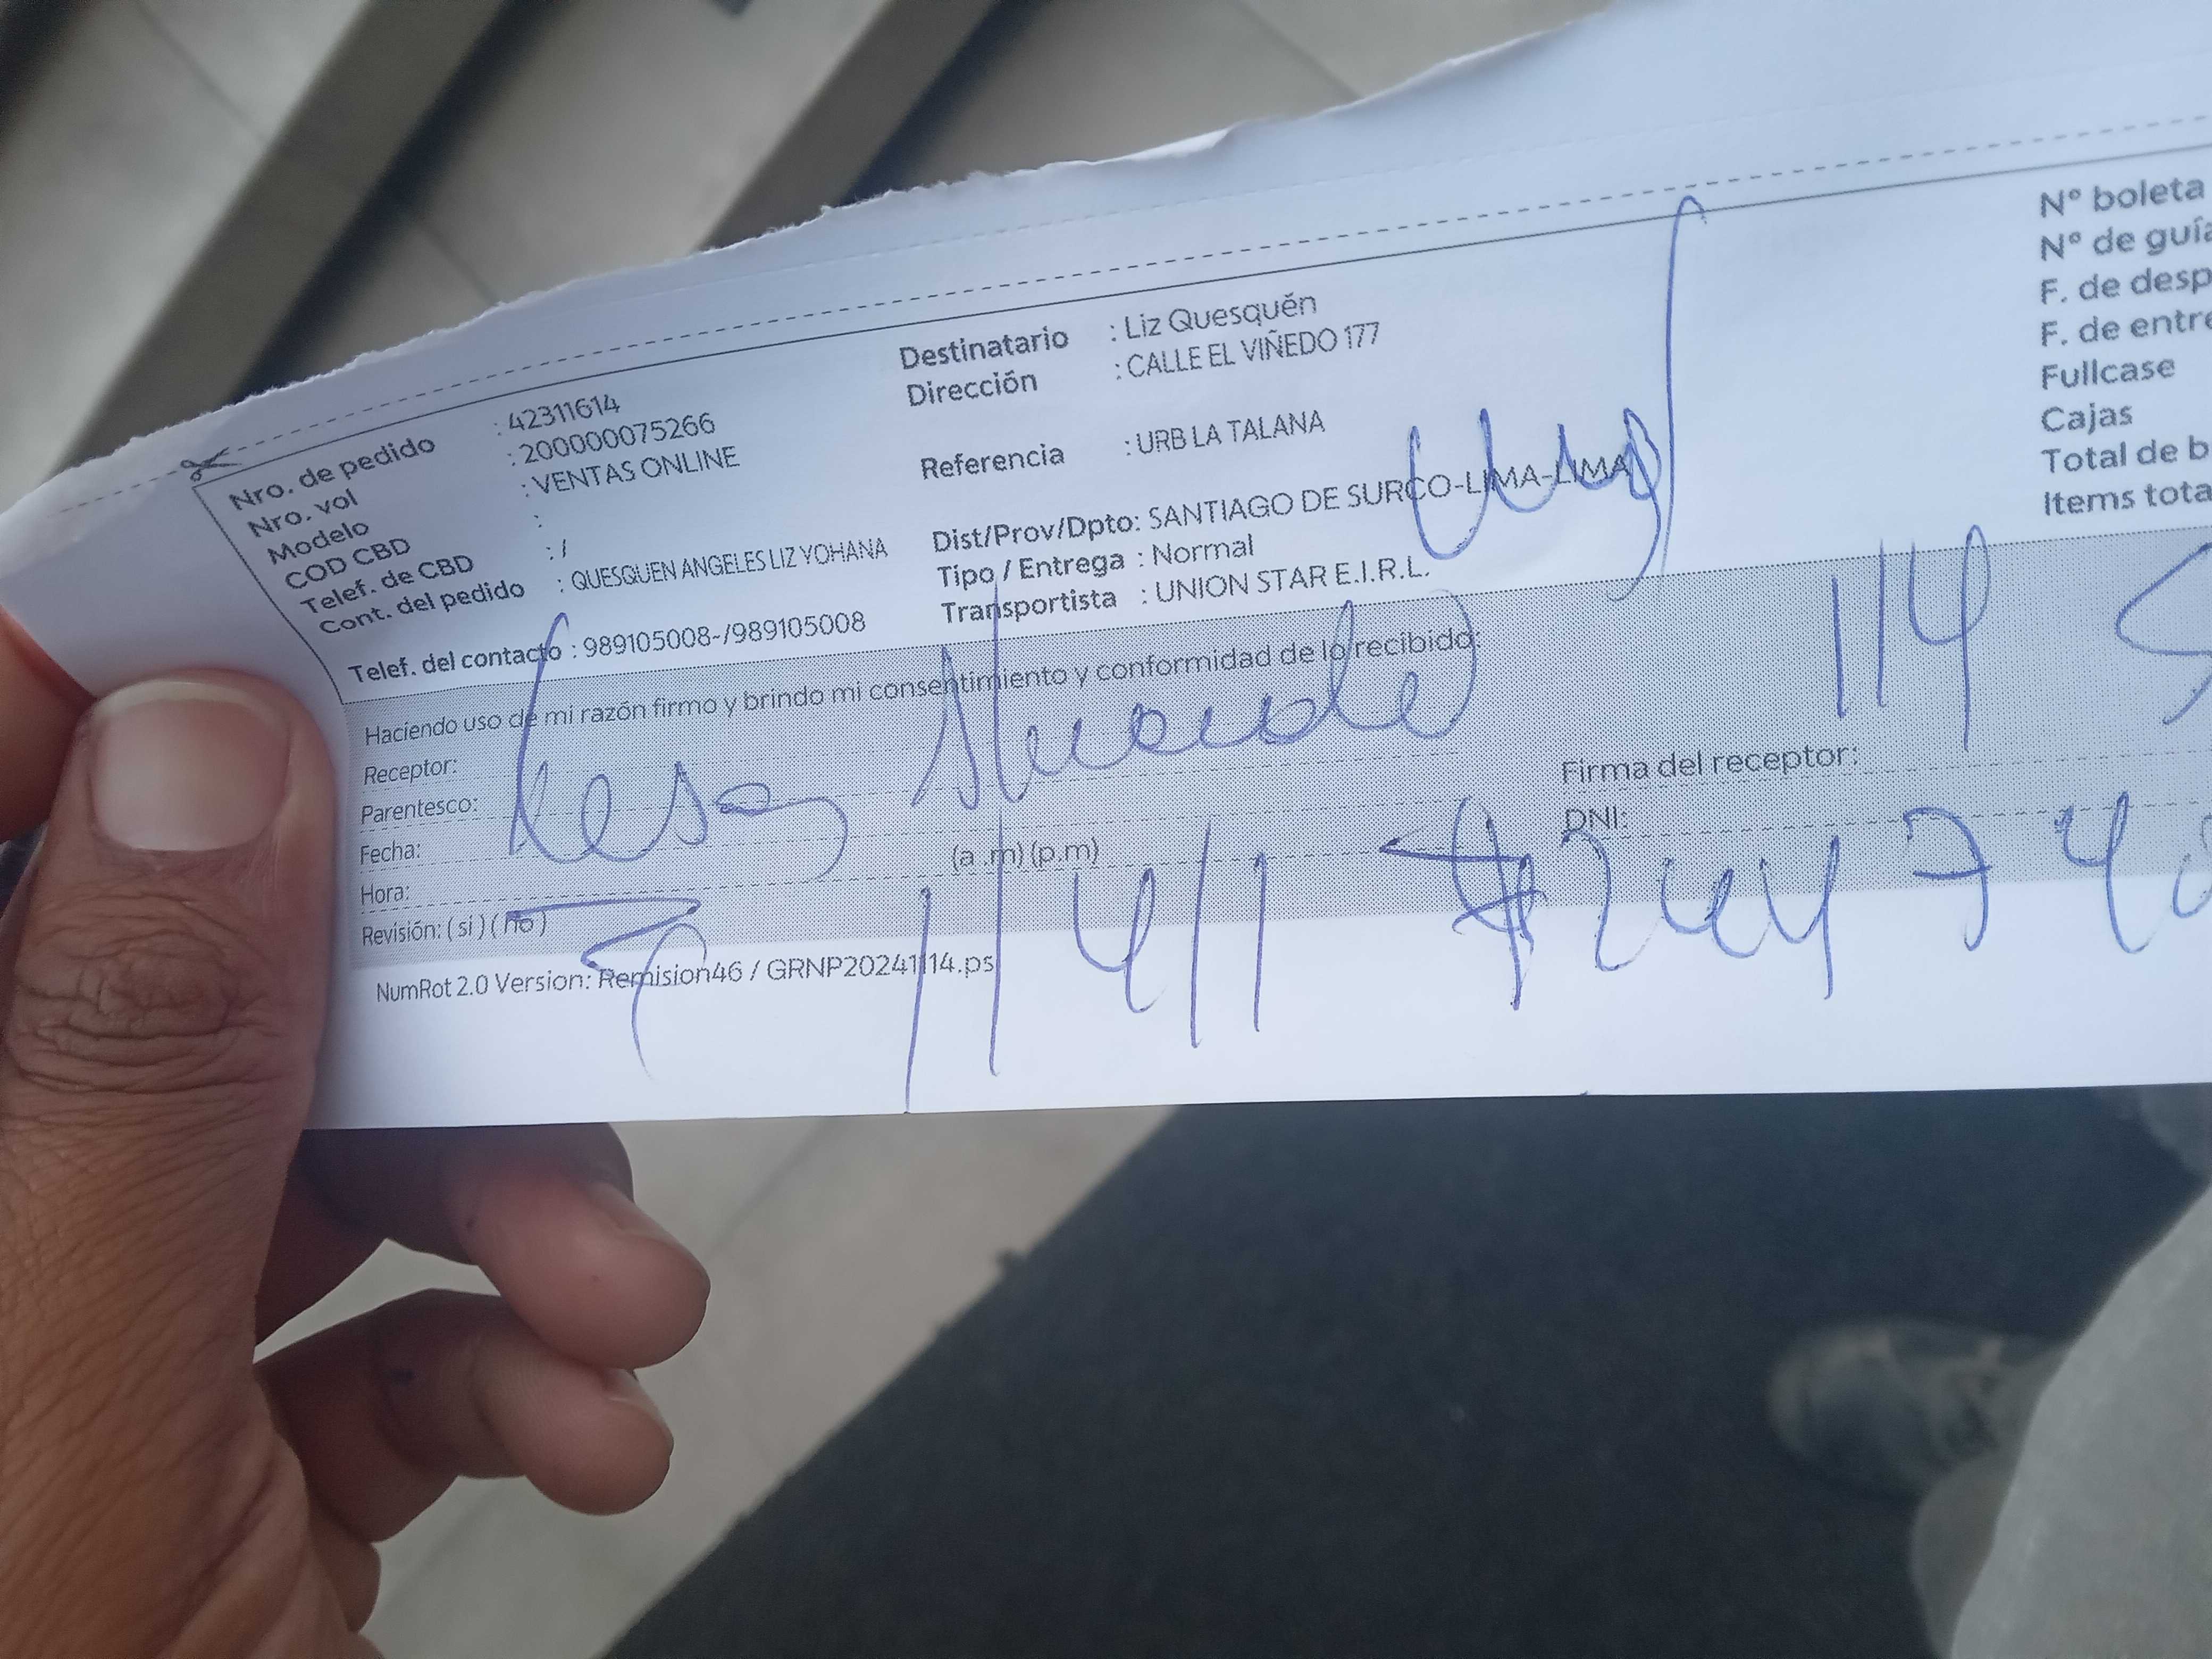 Nro. de pedido : 42311614
Nro. vol : 200000075266
Modelo : VENTAS ONLINE
COD CBD :
Telef. de CBD : /
Cont. del pedido : QUESQUEN ANGELES LIZ YOHANA
Telef. del contacto : 989105008-/989105008
Destinatario : Liz Quesquén
Dirección : CALLE EL VIÑEDO 177
Referencia : URB LA TALANA
Dist/Prov/Dpto: SANTIAGO DE SURCO-LIMA-LIMA
Tipo / Entrega : Normal
Transportista : UNION STAR E.I.R.L.
Nº boleta
Nº de guía
F. de desp
F. de entre
Fullcase
Cajas
Total de b
Items tota
Haciendo uso de mi razón firmo y brindo mi consentimiento y conformidad de lo recibido:
Receptor:
Parentesco:
Fecha:
Hora: (a .m) (p.m)
Revisión: ( si ) ( no )
Firma del receptor:
DNI:
NumRot 2.0 Version: Remision46 / GRNP20241114.ps